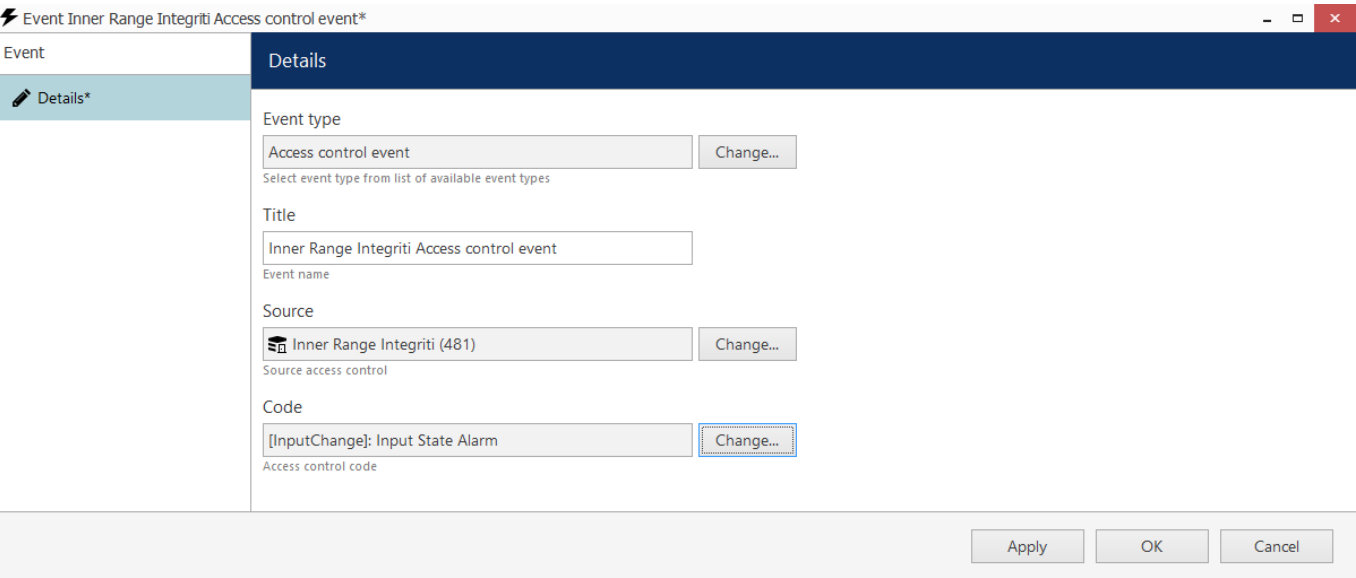 Event Inner Range Integriti Access control event*
Event
Details*
Details
Event type
Access control event
Change...
Select event type from list of available event types
Title
Inner Range Integriti Access control event
Event name
Source
Inner Range Integriti (481)
Change...
Source access control
Code
[InputChange]: Input State Alarm
Change...
Access control code
Apply
OK
Cancel